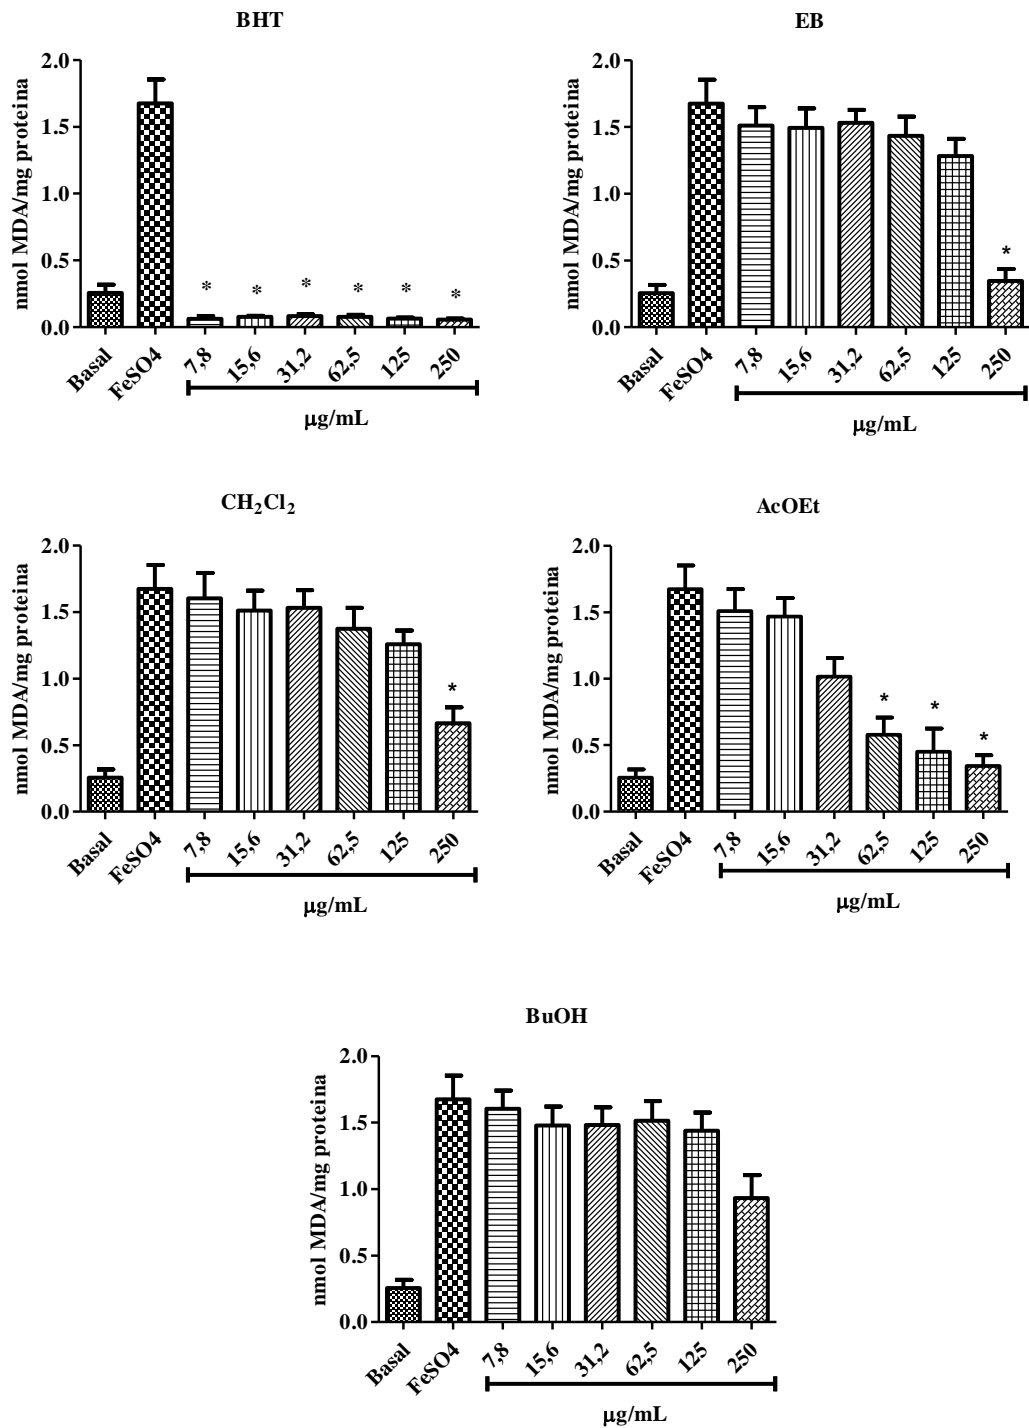 BHT
nmol MDA/mg proteina
2.0
1.5
1.0
0.5
0.0
* * * * * *
Basal FeSO4 7,8 15,6 31,2 62,5 125 250
µg/mL
EB
nmol MDA/mg proteina
2.0
1.5
1.0
0.5
0.0
*
Basal FeSO4 7,8 15,6 31,2 62,5 125 250
µg/mL
CH₂Cl₂
nmol MDA/mg proteina
2.0
1.5
1.0
0.5
0.0
*
Basal FeSO4 7,8 15,6 31,2 62,5 125 250
µg/mL
AcOEt
nmol MDA/mg proteina
2.0
1.5
1.0
0.5
0.0
* * *
Basal FeSO4 7,8 15,6 31,2 62,5 125 250
µg/mL
BuOH
nmol MDA/mg proteina
2.0
1.5
1.0
0.5
0.0
Basal FeSO4 7,8 15,6 31,2 62,5 125 250
µg/mL